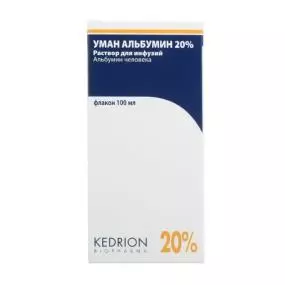 УМАН АЛЬБУМИН 20%
Раствор для инфузий
Альбумин человека
флакон 100 мл
KEDRION
BIOPHARMA
20%